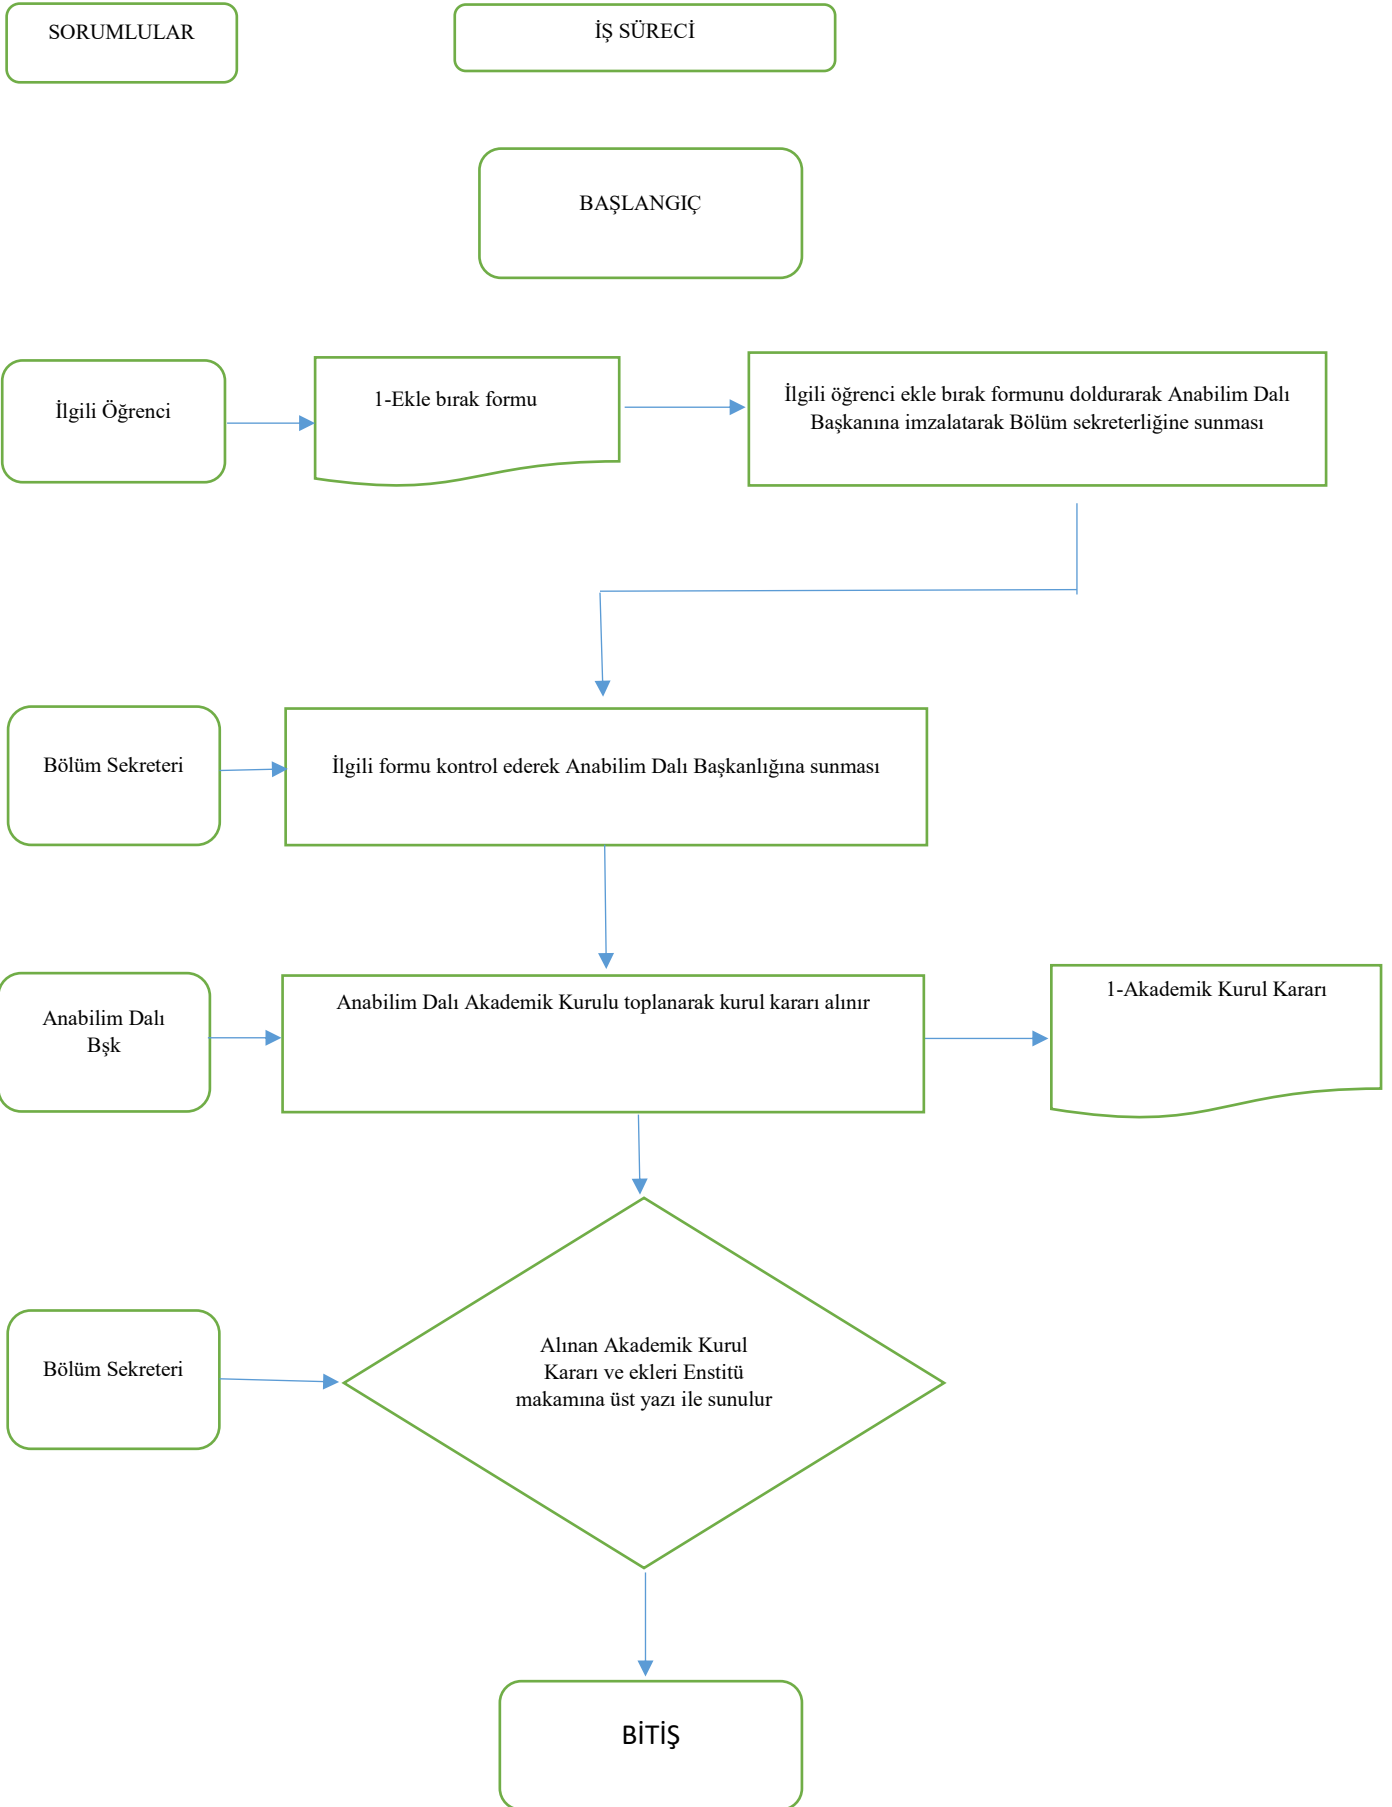 SORUMLULAR
İŞ SÜRECİ
BAŞLANGIÇ
İlgili Öğrenci
1-Ekle bırak formu
İlgili öğrenci ekle bırak formunu doldurarak Anabilim Dalı
Başkanına imzalatarak Bölüm sekreterliğine sunması
Bölüm Sekreteri
İlgili formu kontrol ederek Anabilim Dalı Başkanlığına sunması
Anabilim Dalı
Bşk
Anabilim Dalı Akademik Kurulu toplanarak kurul kararı alınır
1-Akademik Kurul Kararı
Bölüm Sekreteri
Alınan Akademik Kurul
Kararı ve ekleri Enstitü
makamına üst yazı ile sunulur
BİTİŞ